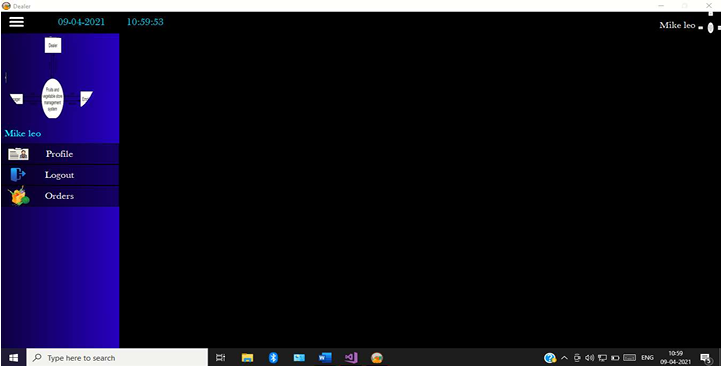 Dealer
09-04-2021 10:59:53 Mike leo
Dealer
Fruits and
vegetable store
management
system
Mike leo
Profile
Logout
Orders
Type here to search
ENG
10:59
09-04-2021